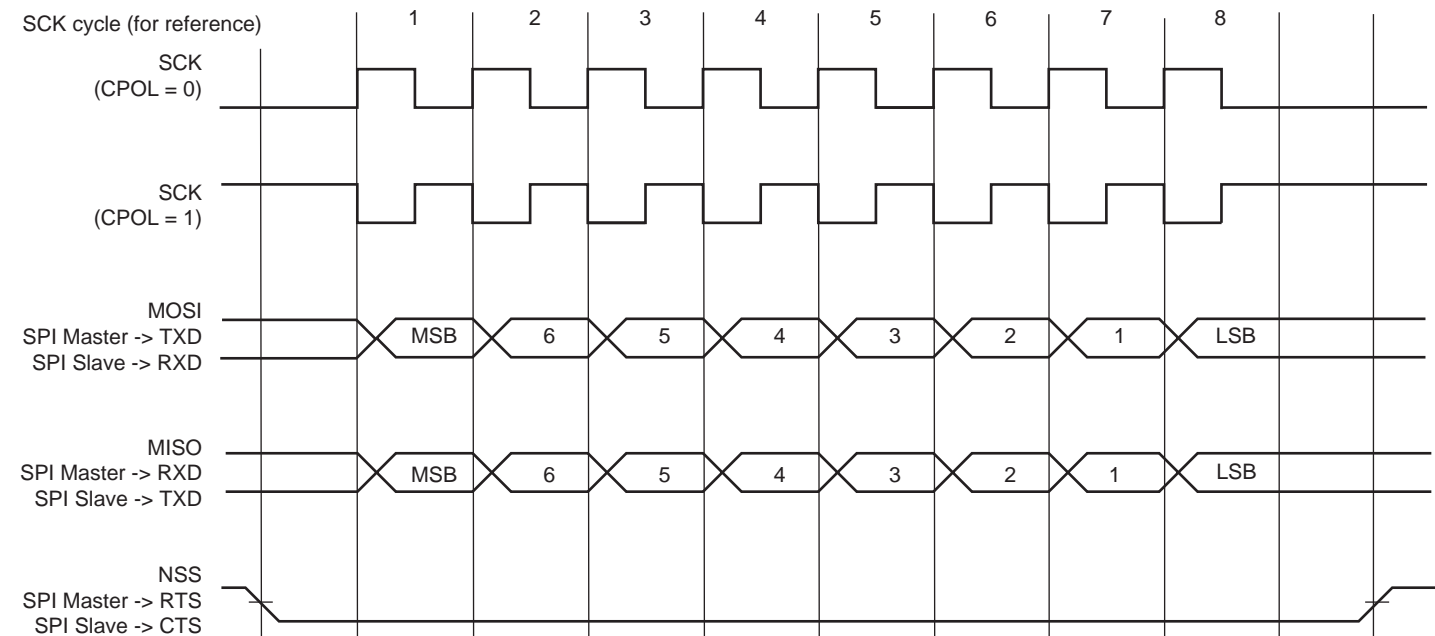 SCK cycle (for reference) 1 2 3 4 5 6 7 8
SCK
(CPOL = 0)
SCK
(CPOL = 1)
MOSI
SPI Master -> TXD
SPI Slave -> RXD
MSB 6 5 4 3 2 1 LSB
MISO
SPI Master -> RXD
SPI Slave -> TXD
MSB 6 5 4 3 2 1 LSB
NSS
SPI Master -> RTS
SPI Slave -> CTS